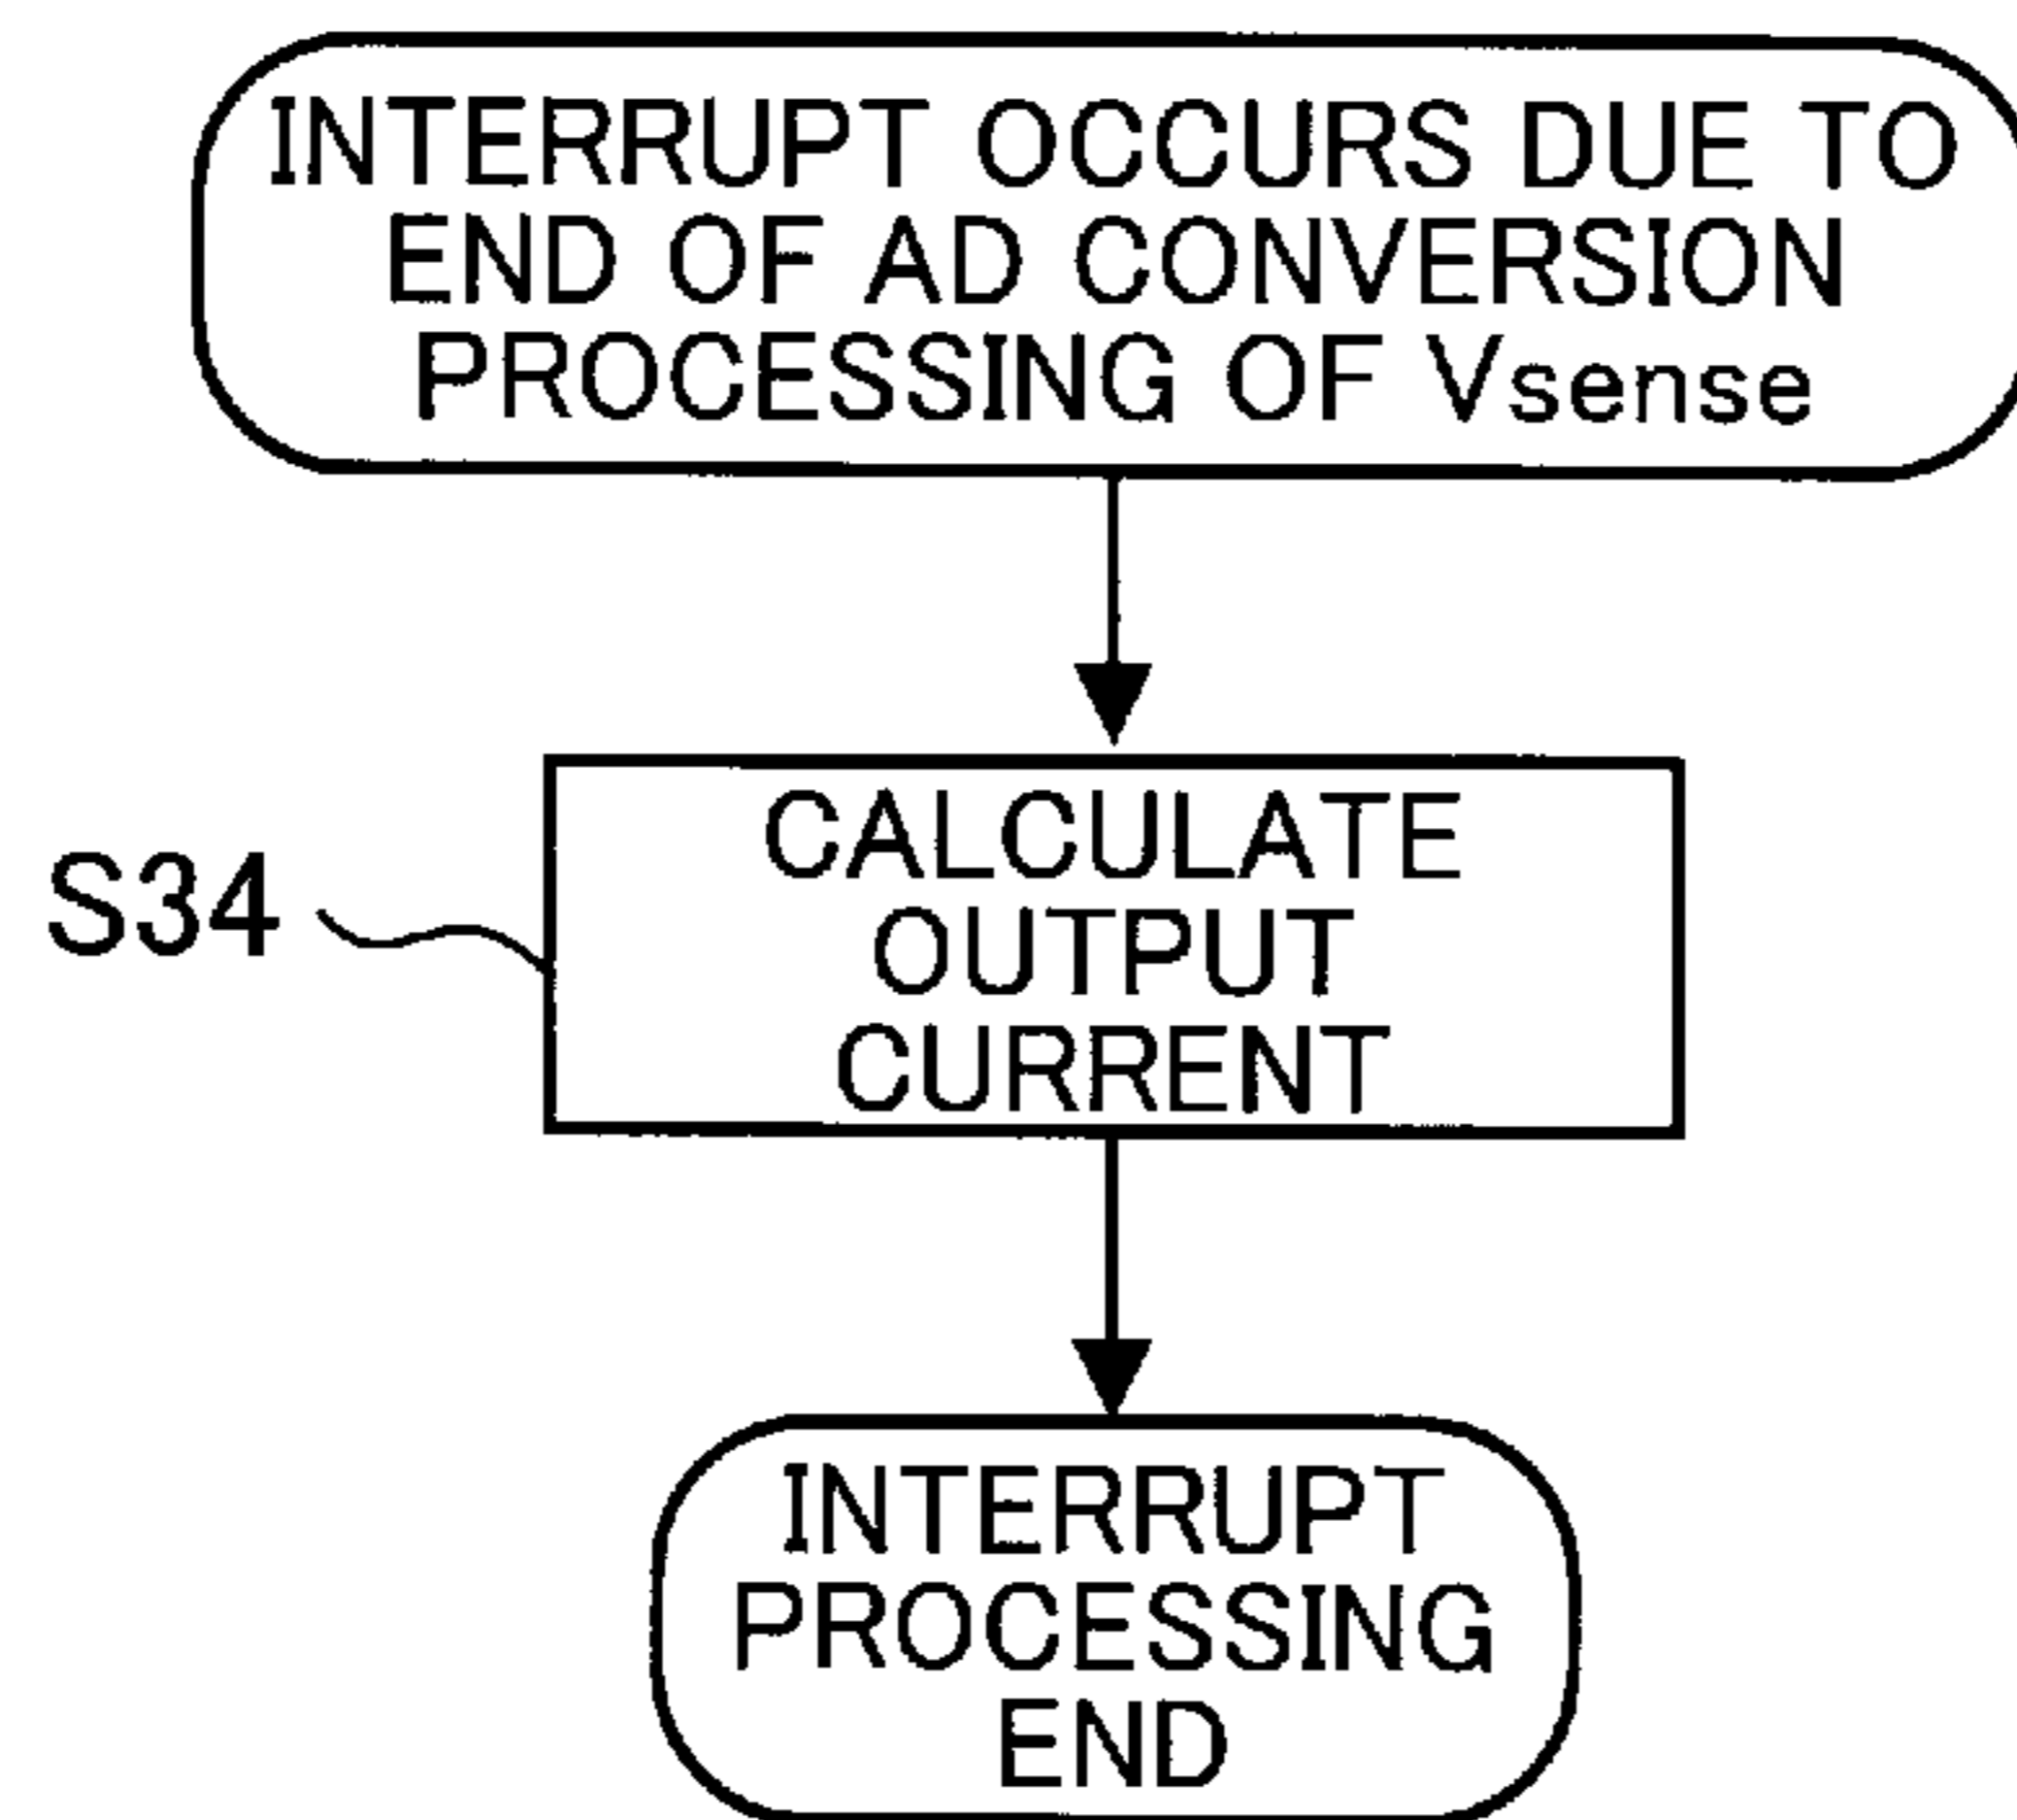 INTERRUPT OCCURS DUE TO
END OF AD CONVERSION
PROCESSING OF Vsense
S34
CALCULATE
OUTPUT
CURRENT
INTERRUPT
PROCESSING
END